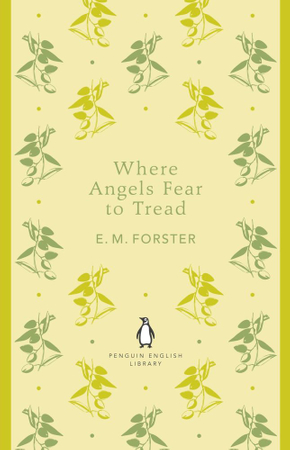 Where
Angels Fear
to Tread
E. M. FORSTER
PENGUIN ENGLISH
LIBRARY